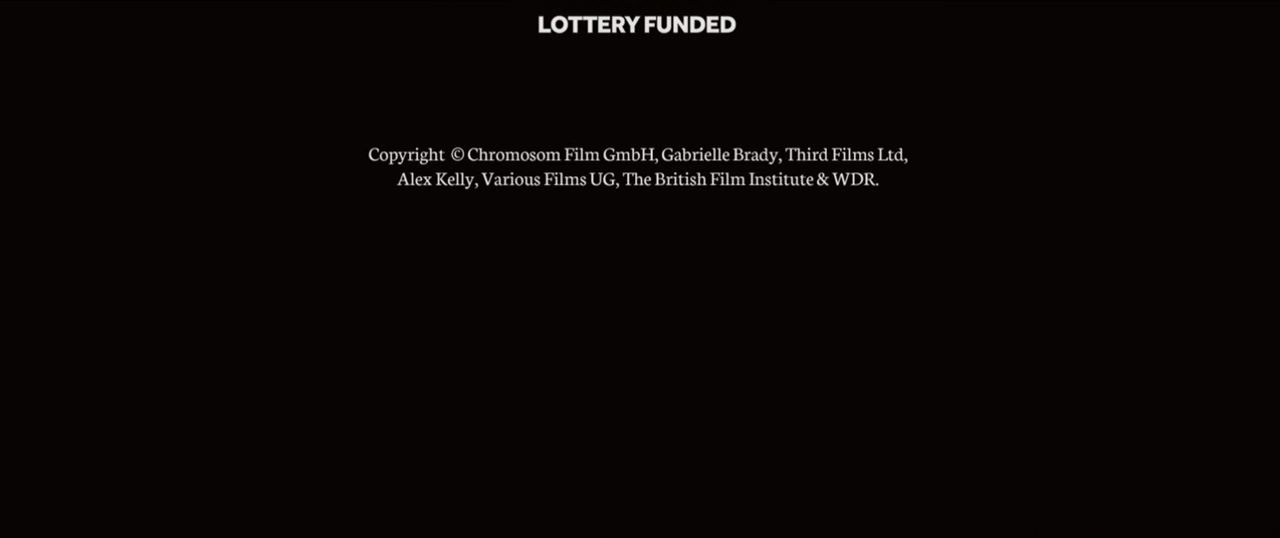 LOTTERY FUNDED
Copyright © Chromosom Film GmbH, Gabrielle Brady, Third Films Ltd,
Alex Kelly, Various Films UG, The British Film Institute & WDR.